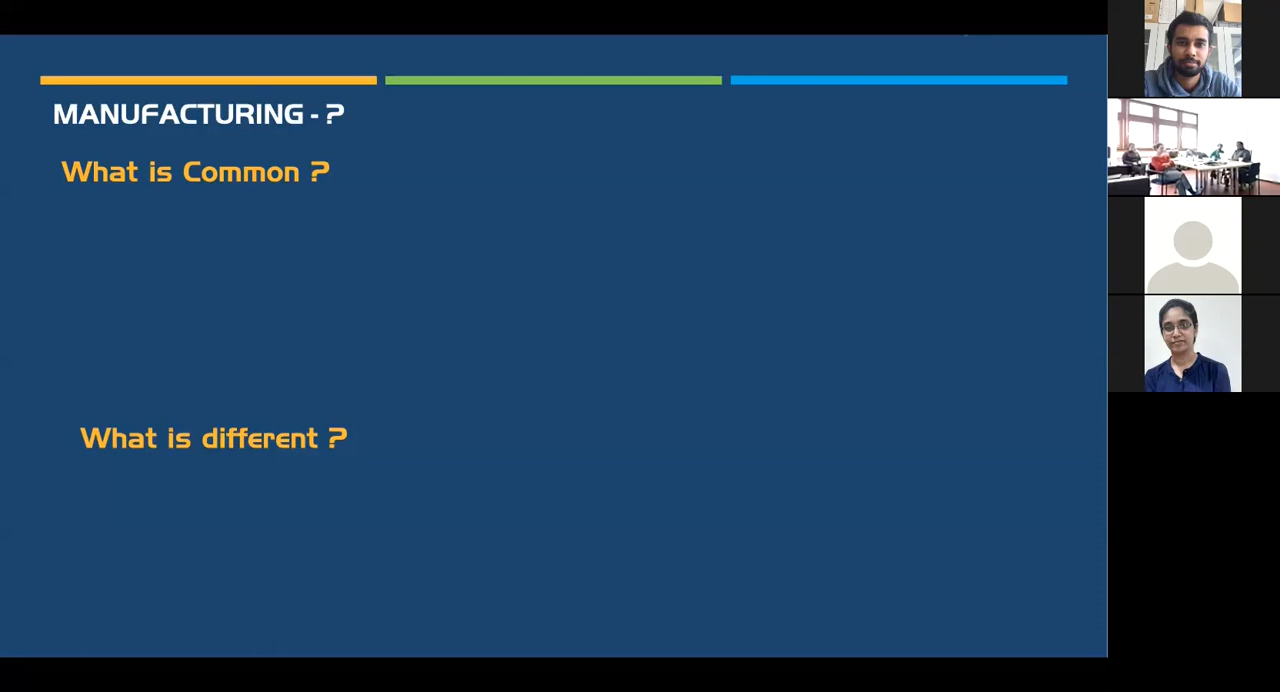 MANUFACTURING - ?
What is Common ?
What is different ?